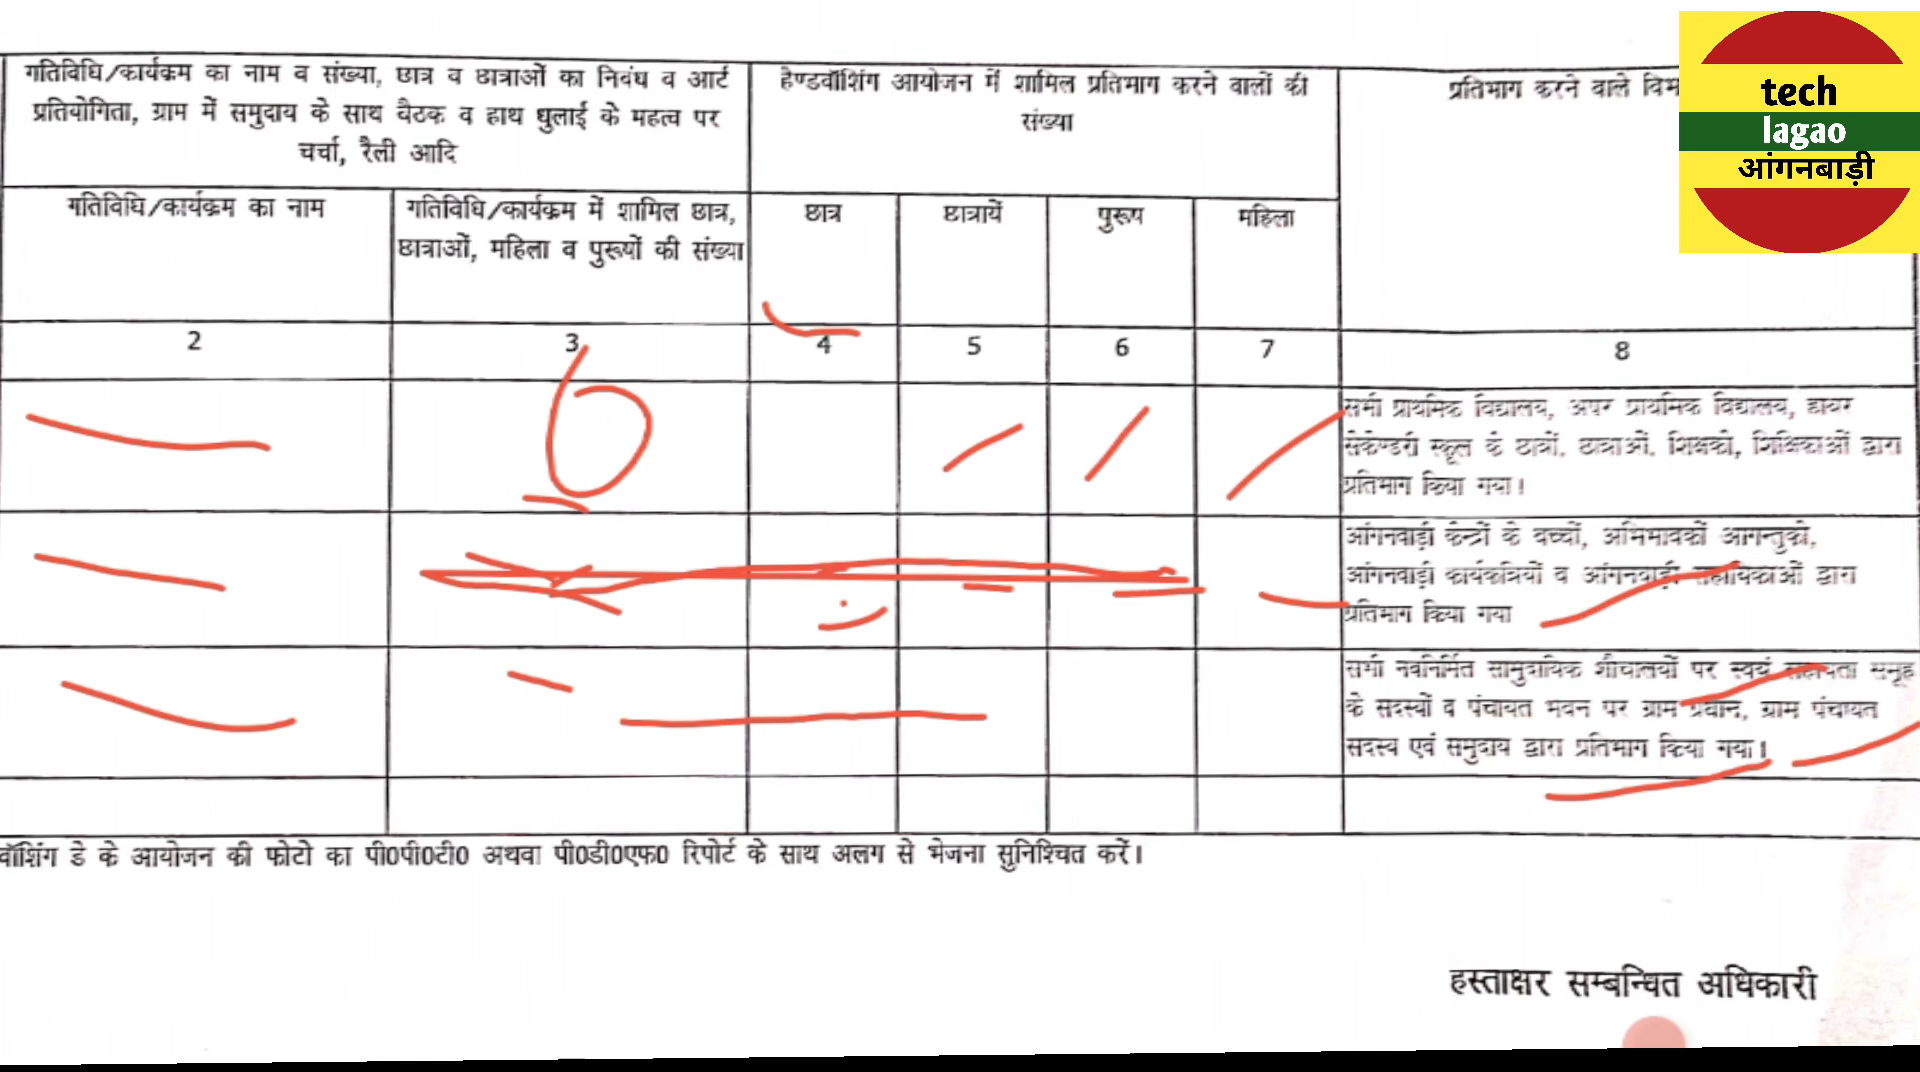 गतिविधि/कार्यक्रम का नाम व संख्या, छात्र व छात्राओं का निबंध व आर्ट
प्रतियोगिता, ग्राम में समुदाय के साथ बैठक व हाथ धुलाई के महत्व पर
चर्चा, रैली आदि
हैण्डवॉशिंग आयोजन में शामिल प्रतिभाग करने वालों की
संख्या
प्रतिभाग करने वाले
tech
lagao
आंगनबाड़ी
गतिविधि/कार्यक्रम का नाम
गतिविधि/कार्यक्रम में शामिल छात्र,
छात्राओं, महिला व पुरूषों की संख्या
छात्र
छात्रायें
पुरूष
महिला
2
3
4
5
6
7
8
सभी प्राथमिक विद्यालय, अपर प्राथमिक विद्यालय, हायर
सेकेण्डरी स्कूल के छात्रों, छात्राओं, शिक्षको, शिक्षिकाओं द्वारा
प्रतिभाग किया गया।
आंगनवाड़ी केन्द्रों के बच्चों, अभिभावकों आगन्तुको,
आंगनवाड़ी कार्यकत्रियों व आंगनवाड़ी सहायिकाओं द्वारा
प्रतिभाग किया गया
सभी नवनिर्मित सामुदायिक शौचालयों पर स्वयं सहायता समूह
के सदस्यों व पंचायत भवन पर ग्राम प्रधान, ग्राम पंचायत
सदस्य एवं समुदाय द्वारा प्रतिभाग किया गया।
वॉशिंग डे के आयोजन की फोटो का पी0पी0टी0 अथवा पी0डी0एफ0 रिपोर्ट के साथ अलग से भेजना सुनिश्चित करें।
हस्ताक्षर सम्बन्धित अधिकारी